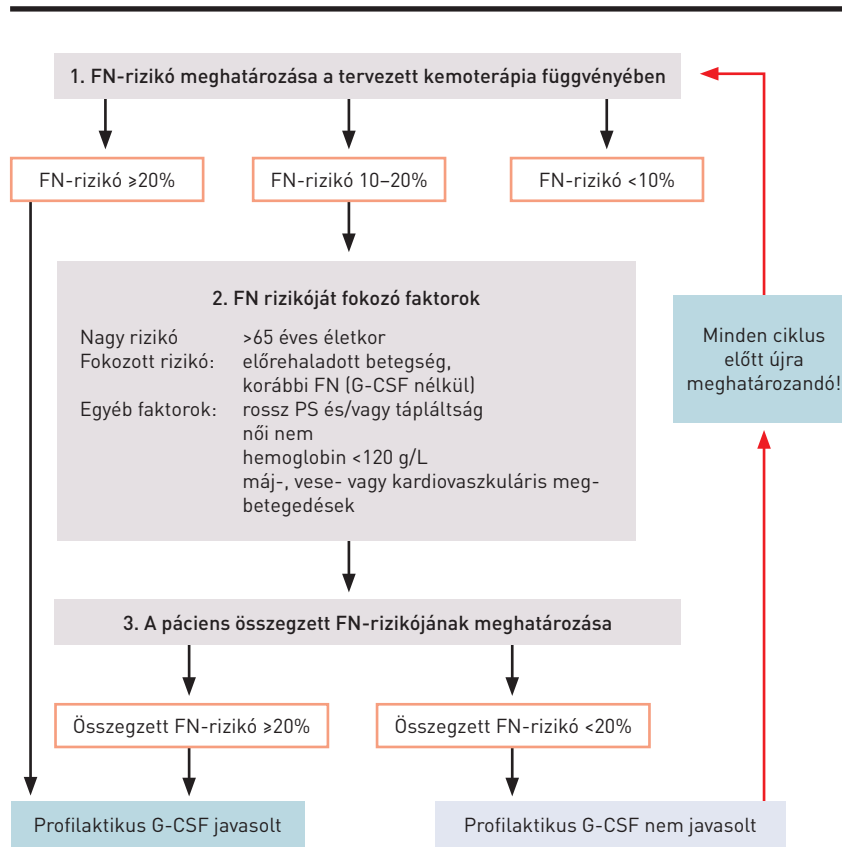 1. FN-rizikó meghatározása a tervezett kemoterápia függvényében
FN-rizikó ⩾20%
FN-rizikó 10–20%
FN-rizikó <10%
2. FN rizikóját fokozó faktorok
Nagy rizikó >65 éves életkor
Fokozott rizikó: előrehaladott betegség,
korábbi FN (G-CSF nélkül)
Egyéb faktorok: rossz PS és/vagy tápláltság
női nem
hemoglobin <120 g/L
máj-, vese- vagy kardiovaszkuláris meg-
betegedések
Minden ciklus
előtt újra
meghatározandó!
3. A páciens összegzett FN-rizikójának meghatározása
Összegzett FN-rizikó ⩾20%
Összegzett FN-rizikó <20%
Profilaktikus G-CSF javasolt
Profilaktikus G-CSF nem javasolt